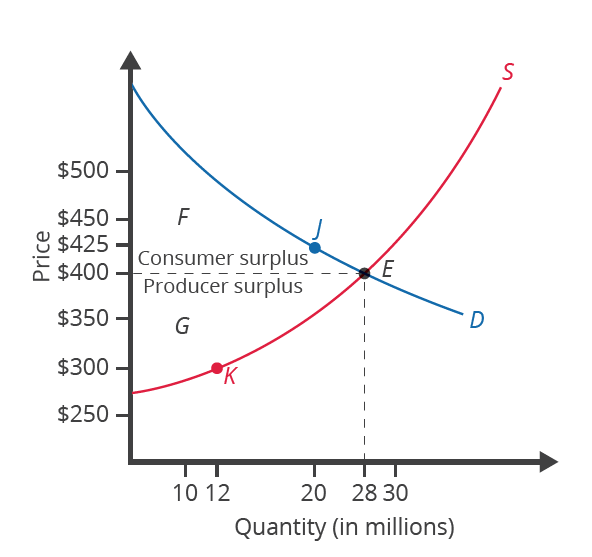 S
$500
$450
F
J
$425
Consumer surplus
Price
$400
E
Producer surplus
$350
G
D
$300
K
$250
10 12 20 28 30
Quantity (in millions)